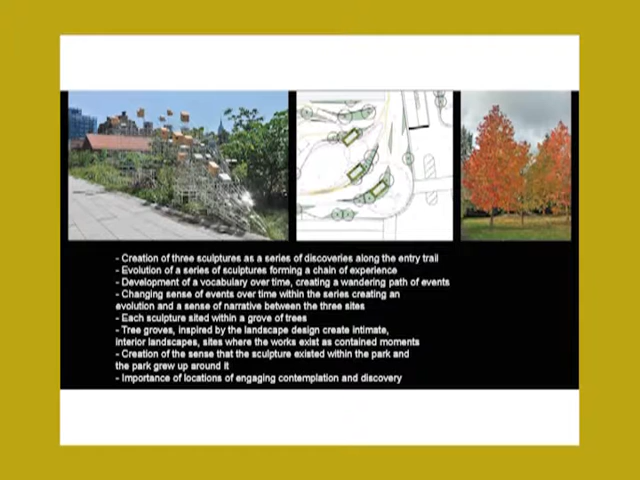 - Creation of three sculptures as a series of discoveries along the entry trail
- Evolution of a series of sculptures forming a chain of experience
- Development of a vocabulary over time, creating a wandering path of events
- Changing sense of events over time within the series creating an
evolution and a sense of narrative between the three sites
- Each sculpture sited within a grove of trees
- Tree groves, inspired by the landscape design create intimate,
interior landscapes, sites where the works exist as contained moments
- Creation of the sense that the sculpture existed within the park and
the park grew up around it
- Importance of locations of engaging contemplation and discovery